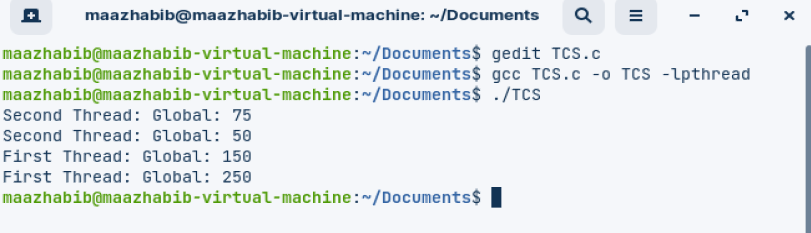 maazhabib@maazhabib-virtual-machine: ~/Documents
maazhabib@maazhabib-virtual-machine:~/Documents$ gedit TCS.c
maazhabib@maazhabib-virtual-machine:~/Documents$ gcc TCS.c -o TCS -lpthread
maazhabib@maazhabib-virtual-machine:~/Documents$ ./TCS
Second Thread: Global: 75
Second Thread: Global: 50
First Thread: Global: 150
First Thread: Global: 250
maazhabib@maazhabib-virtual-machine:~/Documents$